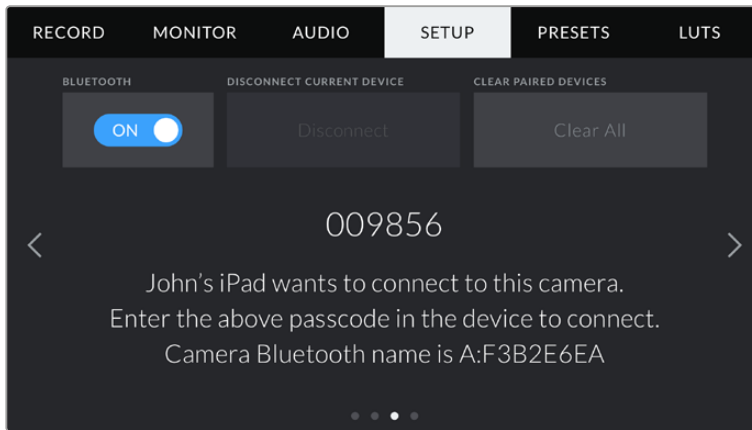 RECORD MONITOR AUDIO SETUP PRESETS LUTS
BLUETOOTH DISCONNECT CURRENT DEVICE CLEAR PAIRED DEVICES
ON Disconnect Clear All
009856
John’s iPad wants to connect to this camera.
Enter the above passcode in the device to connect.
Camera Bluetooth name is A:F3B2E6EA